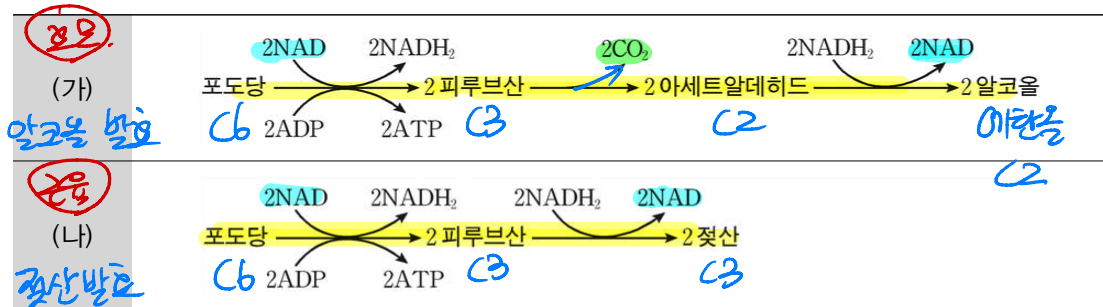 효모.
2NAD 2NADH₂ 2CO₂ 2NADH₂ 2NAD
(가) 포도당 2 피루브산 2 아세트알데히드 2 알코올
알코올 발효 C6 2ADP 2ATP C3 C2 에탄올
C2
2NAD 2NADH₂ 2NADH₂ 2NAD
(나) 포도당 2 피루브산 2 젖산
젖산발효 C6 2ADP 2ATP C3 C3